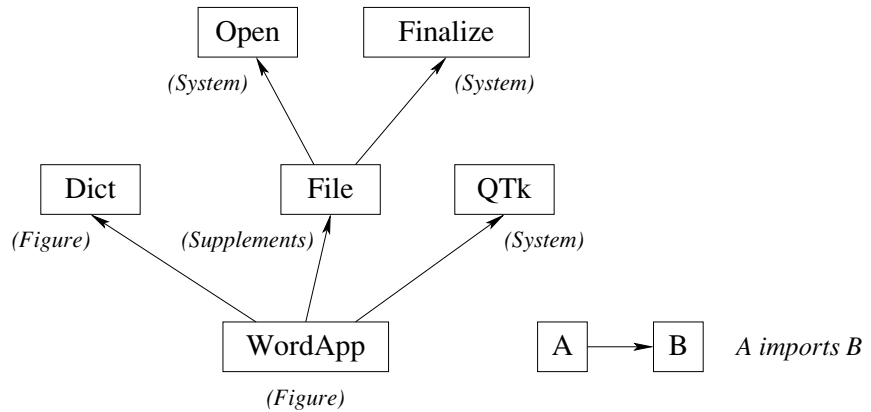 Open
Finalize
(System)
(System)
Dict
File
QTk
(Figure)
(Supplements)
(System)
WordApp
A
B
A imports B
(Figure)